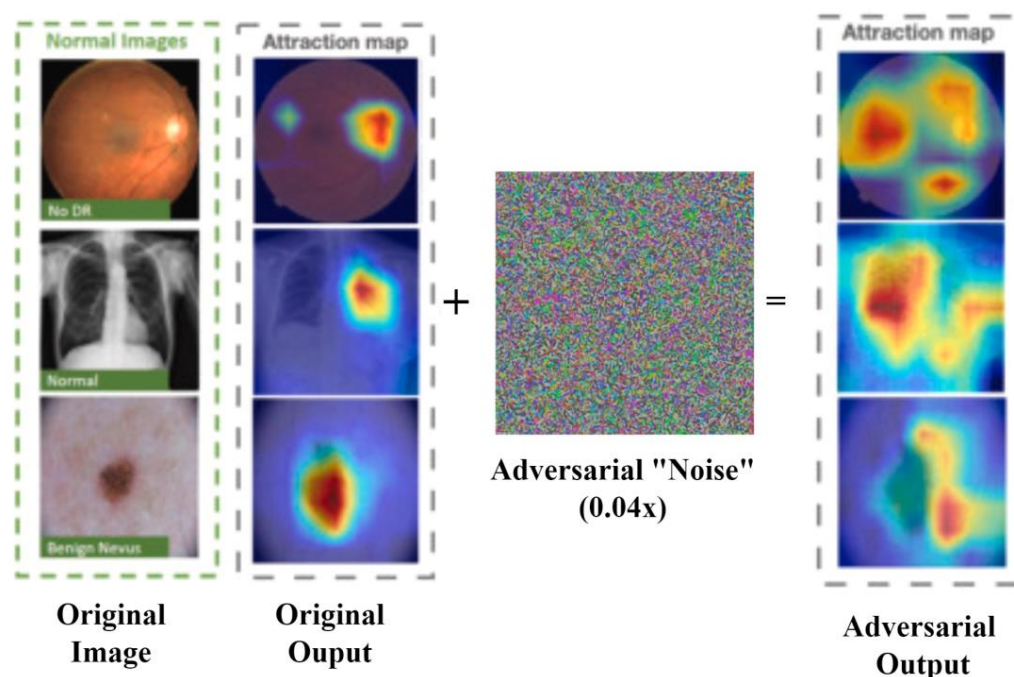 Normal Images
Attraction map
Attraction map
No DR
Normal
Benign Nevus
+
=
Adversarial "Noise"
(0.04x)
Original
Image
Original
Ouput
Adversarial
Output